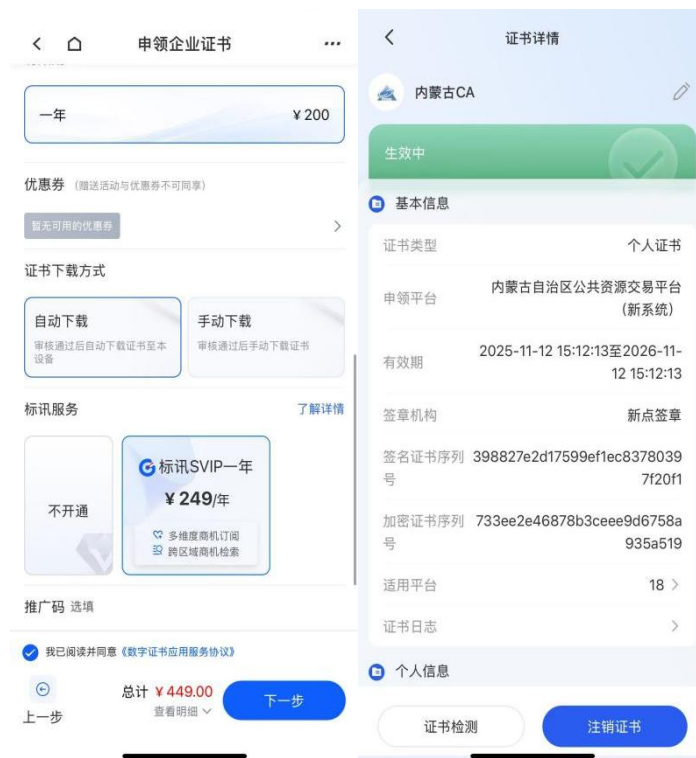 申领企业证书
一年
¥200
优惠券 (赠送活动与优惠券不可同享)
暂无可用的优惠券
证书下载方式
自动下载
审核通过后自动下载证书至本
设备
手动下载
审核通过后手动下载证书
标讯服务
了解详情
不开通
标讯SVIP一年
¥249/年
多维度商机订阅
跨区域商机检索
推广码 选填
我已阅读并同意《数字证书应用服务协议》
上一步
总计 ¥449.00
查看明细
下一步
证书详情
内蒙古CA
生效中
基本信息
证书类型
个人证书
申领平台
内蒙古自治区公共资源交易平台
(新系统)
有效期
2025-11-12 15:12:13至2026-11-
12 15:12:13
签章机构
新点签章
签名证书序列
号
398827e2d17599ef1ec8378039
7f20f1
加密证书序列
号
733ee2e46878b3ceee9d6758a
935a519
适用平台
18
证书日志
个人信息
证书检测
注销证书